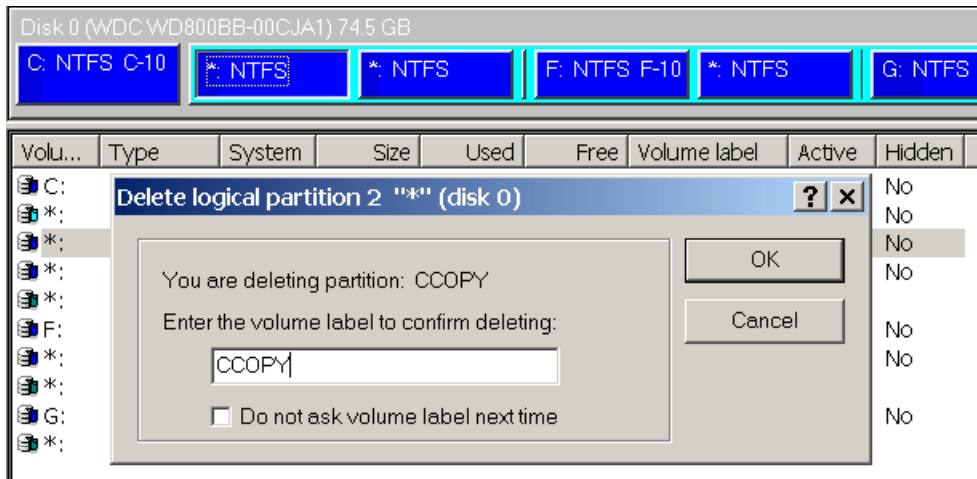 Disk 0 (WDC WD800BB-00CJA1) 74.5 GB
C: NTFS C-10 *: NTFS *: NTFS F: NTFS F-10 *: NTFS G: NTFS
Volu... Type System Size Used Free Volume label Active Hidden
C: No
*: No
*: No
*: No
*:
F: No
*: No
*:
G: No
*:
Delete logical partition 2 "*" (disk 0)
You are deleting partition: CCOPY
Enter the volume label to confirm deleting:
CCOPY
Do not ask volume label next time
OK
Cancel